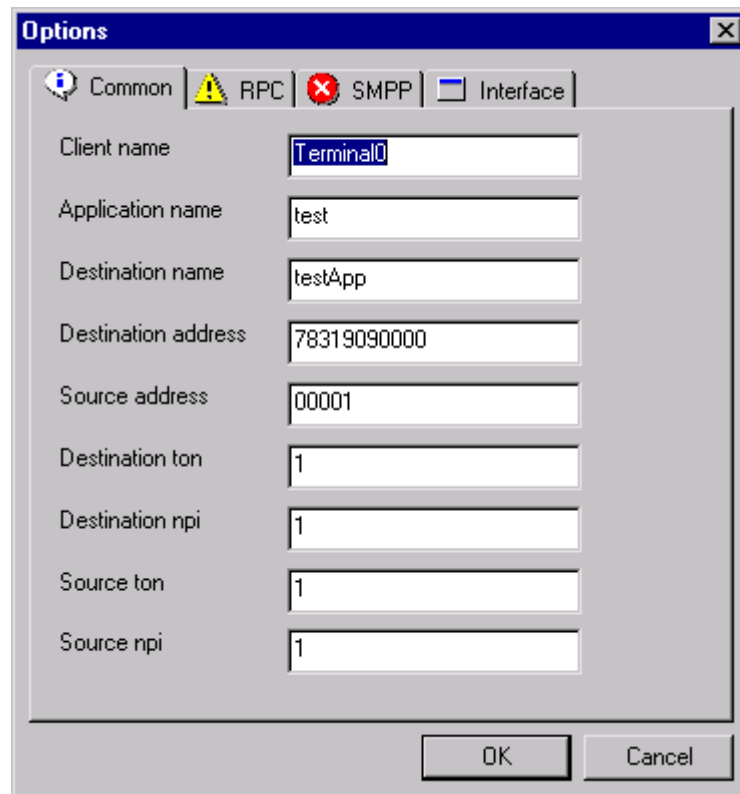 Options
Common RPC SMPP Interface
Client name Terminal0
Application name test
Destination name testApp
Destination address 78319090000
Source address 00001
Destination ton 1
Destination npi 1
Source ton 1
Source npi 1
OK Cancel